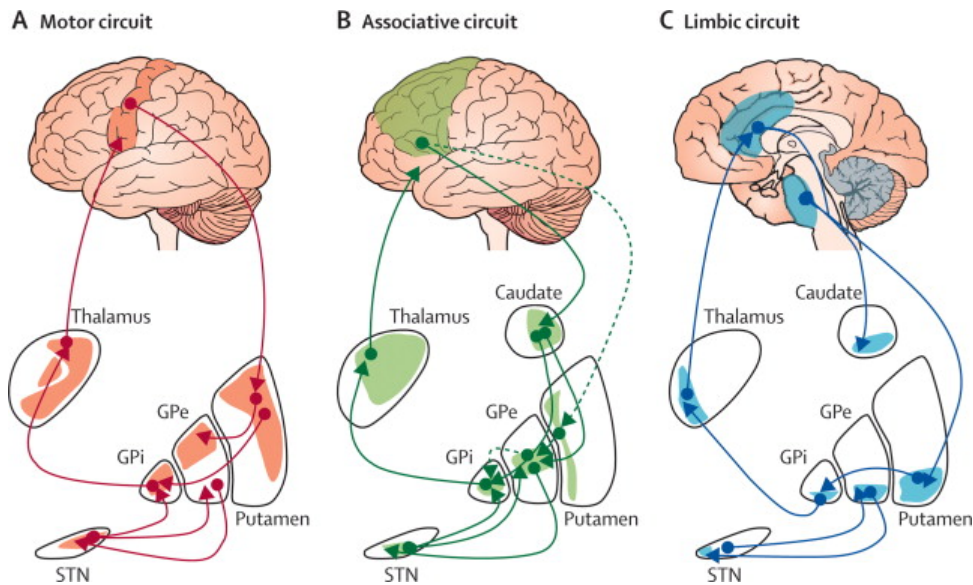 A Motor circuit
B Associative circuit
C Limbic circuit
Thalamus
GPe
GPi
Putamen
STN
Caudate
Thalamus
GPe
GPi
Putamen
STN
Caudate
Thalamus
GPe
GPi
Putamen
STN